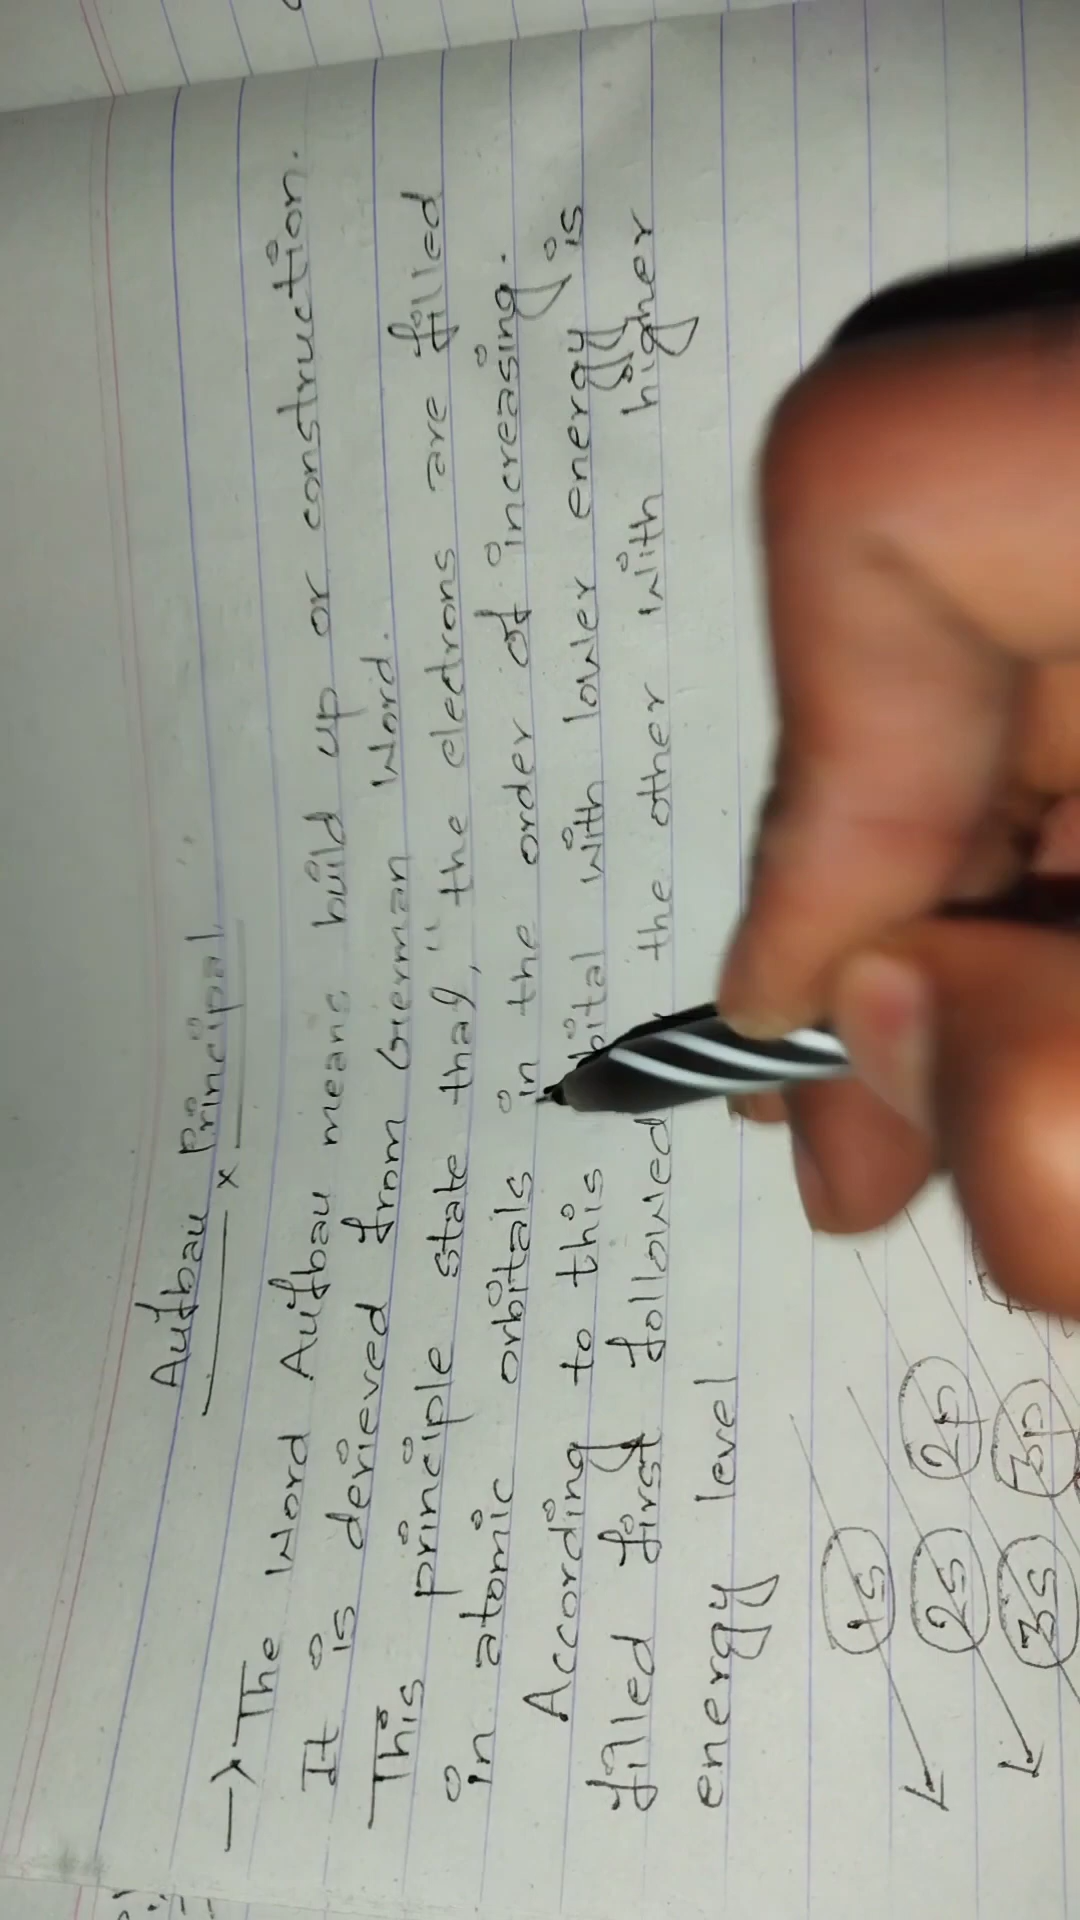 Aufbau Principal
x
→ The Word Aufbau means build up or construction.
It is derieved from German Word.
This principle state that," the electrons are filled
in atomic orbitals in the order of increasing.
According to this bital with lower energy is
filled first followed the other with higher
energy level
1s
2s 2p
3s 3p